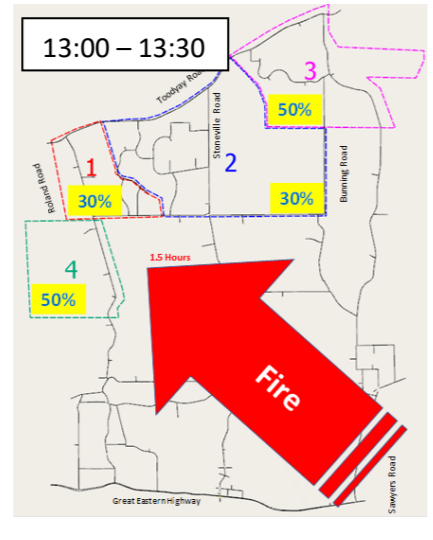 13:00 – 13:30
Toodyay Road
3
50%
Stoneville Road
1
2
Roland Road
30%
30%
Bunning Road
4
1.5 Hours
50%
Fire
Sawyers Road
Great Eastern Highway